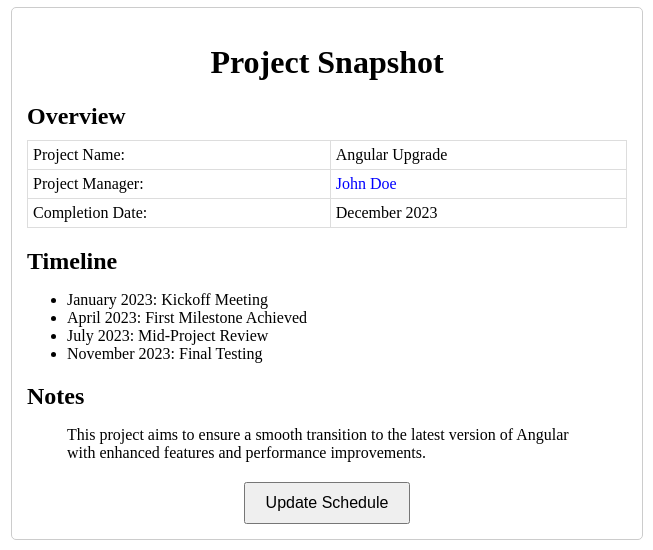 Project Snapshot
Overview
Project Name: Angular Upgrade
Project Manager: John Doe
Completion Date: December 2023
Timeline
January 2023: Kickoff Meeting
April 2023: First Milestone Achieved
July 2023: Mid-Project Review
November 2023: Final Testing
Notes
This project aims to ensure a smooth transition to the latest version of Angular
with enhanced features and performance improvements.
Update Schedule